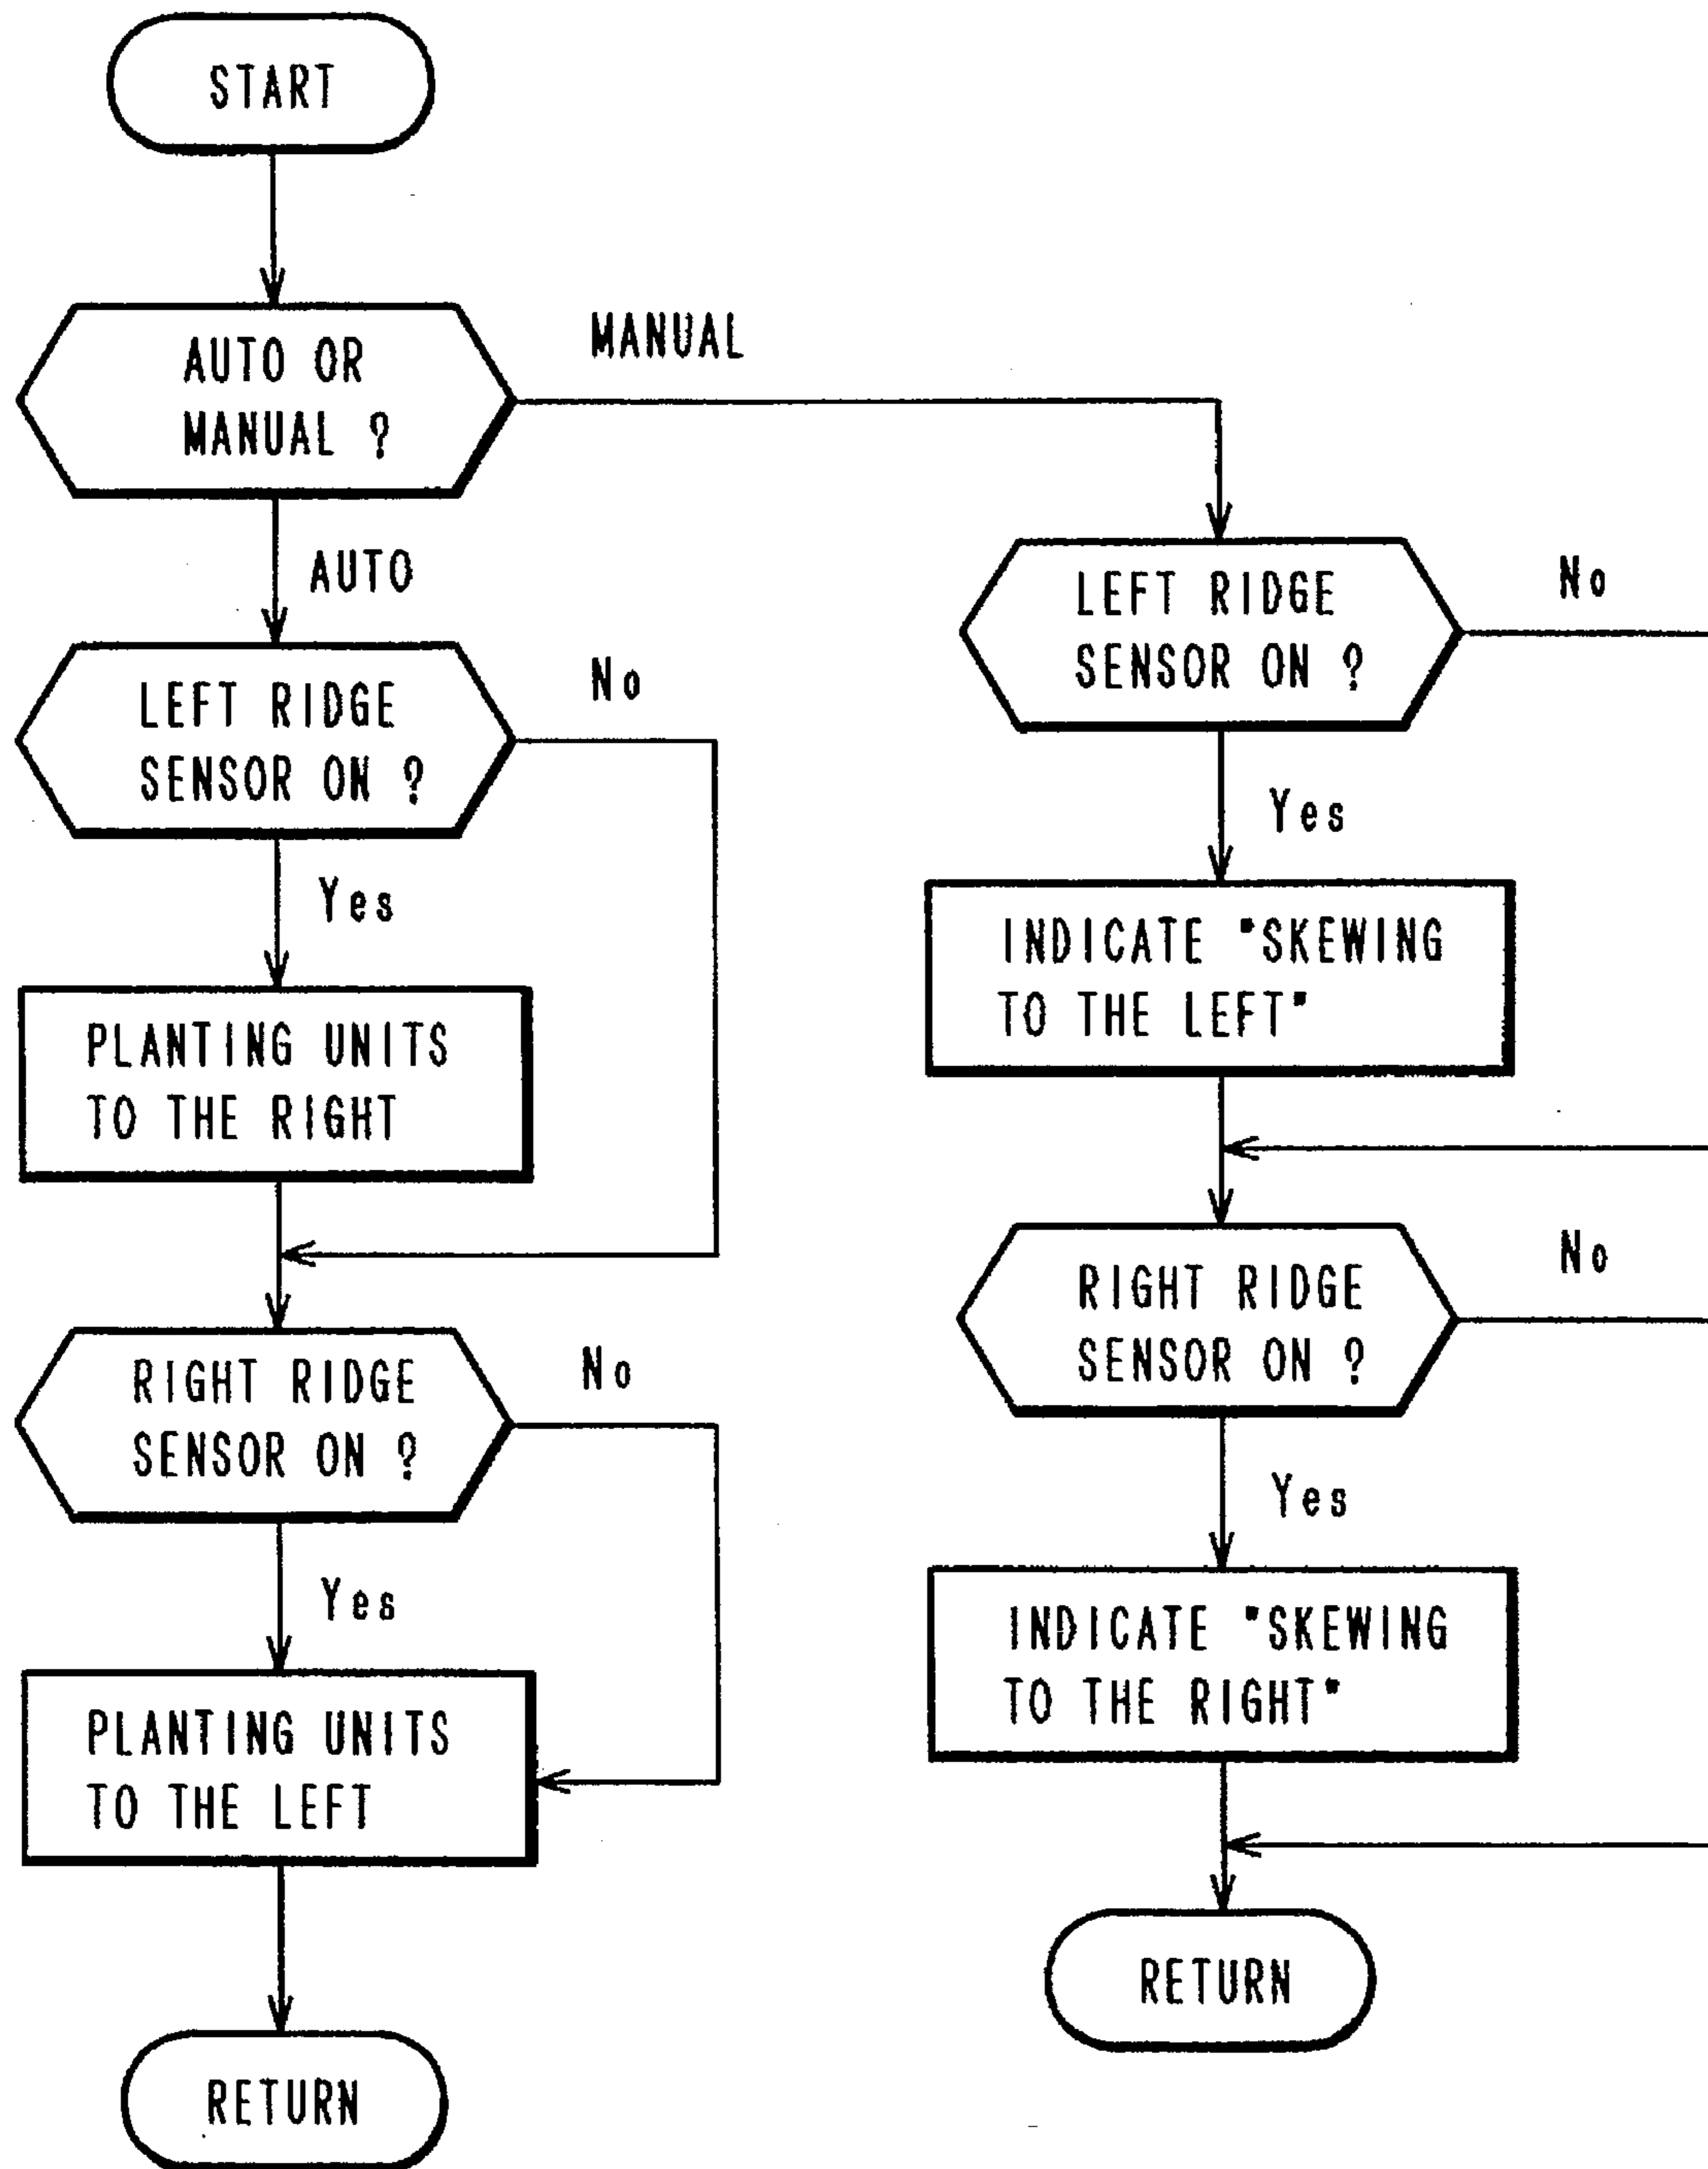 START
AUTO OR
MANUAL ?
MANUAL
AUTO
LEFT RIDGE
SENSOR ON ?
No
Yes
PLANTING UNITS
TO THE RIGHT
RIGHT RIDGE
SENSOR ON ?
No
Yes
PLANTING UNITS
TO THE LEFT
RETURN
LEFT RIDGE
SENSOR ON ?
No
Yes
INDICATE "SKEWING
TO THE LEFT"
RIGHT RIDGE
SENSOR ON ?
No
Yes
INDICATE "SKEWING
TO THE RIGHT"
RETURN